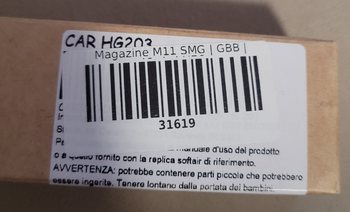 CAR HG203
Magazine M11 SMG | GBB |
31619
manuale d'uso del prodotto
o a quello fornito con la replica softair di riferimento.
AVVERTENZA: potrebbe contenere parti piccole che potrebbero
essere ingerite. Tenere lontano dalla portata dei bambini.